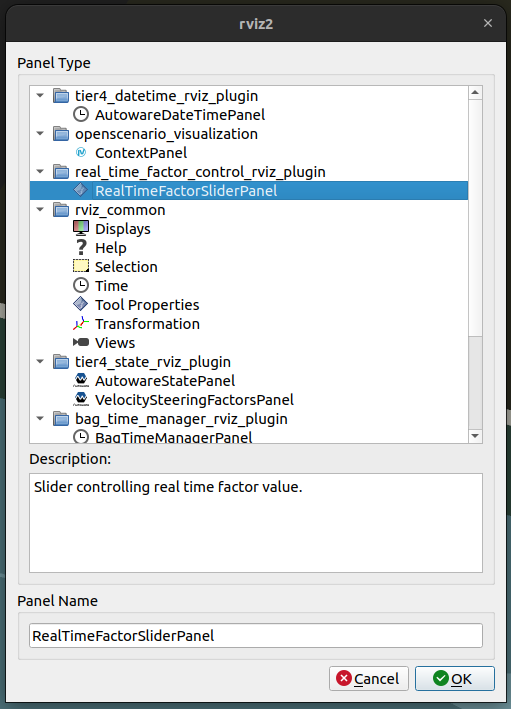 rviz2
Panel Type
tier4_datetime_rviz_plugin
AutowareDateTimePanel
openscenario_visualization
ContextPanel
real_time_factor_control_rviz_plugin
RealTimeFactorSliderPanel
rviz_common
Displays
Help
Selection
Time
Tool Properties
Transformation
Views
tier4_state_rviz_plugin
AutowareStatePanel
VelocitySteeringFactorsPanel
bag_time_manager_rviz_plugin
BagTimeManagerPanel
Description:
Slider controlling real time factor value.
Panel Name
RealTimeFactorSliderPanel
Cancel OK